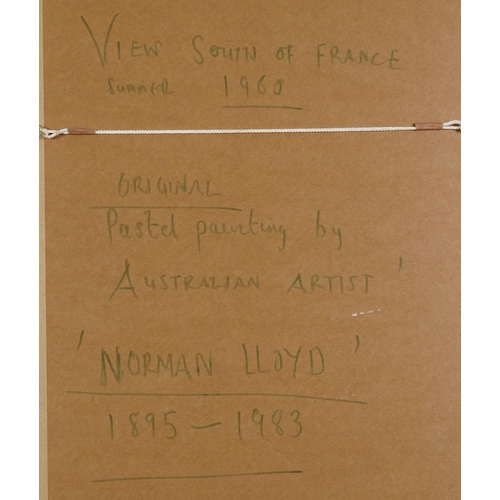 VIEW SOUTH OF FRANCE
SUMMER 1960
ORIGINAL
Pastel painting by
AUSTRALIAN ARTIST '
'NORMAN LLOYD'
1895 - 1983